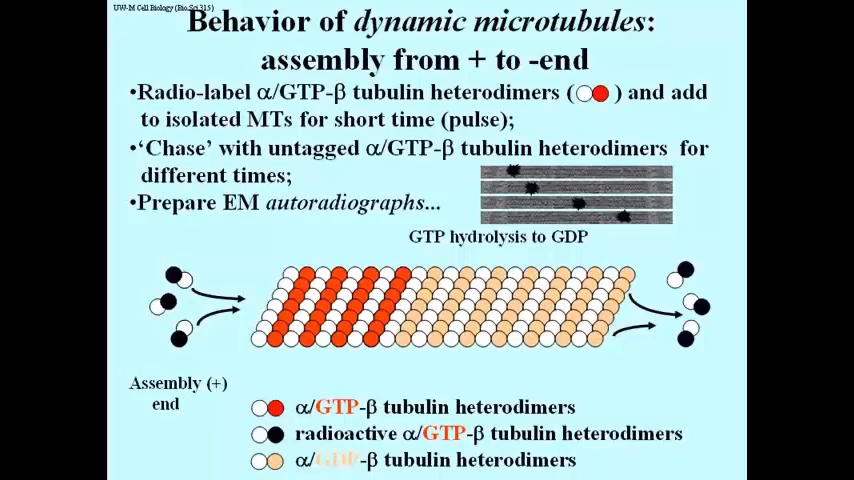 UW-M Cell Biology (Bio.Sci 315)
Behavior of dynamic microtubules:
assembly from + to -end
•Radio-label α/GTP-β tubulin heterodimers ( ) and add
to isolated MTs for short time (pulse);
•‘Chase’ with untagged α/GTP-β tubulin heterodimers for
different times;
•Prepare EM autoradiographs...
GTP hydrolysis to GDP
Assembly (+)
end
α/GTP-β tubulin heterodimers
radioactive α/GTP-β tubulin heterodimers
α/GDP-β tubulin heterodimers